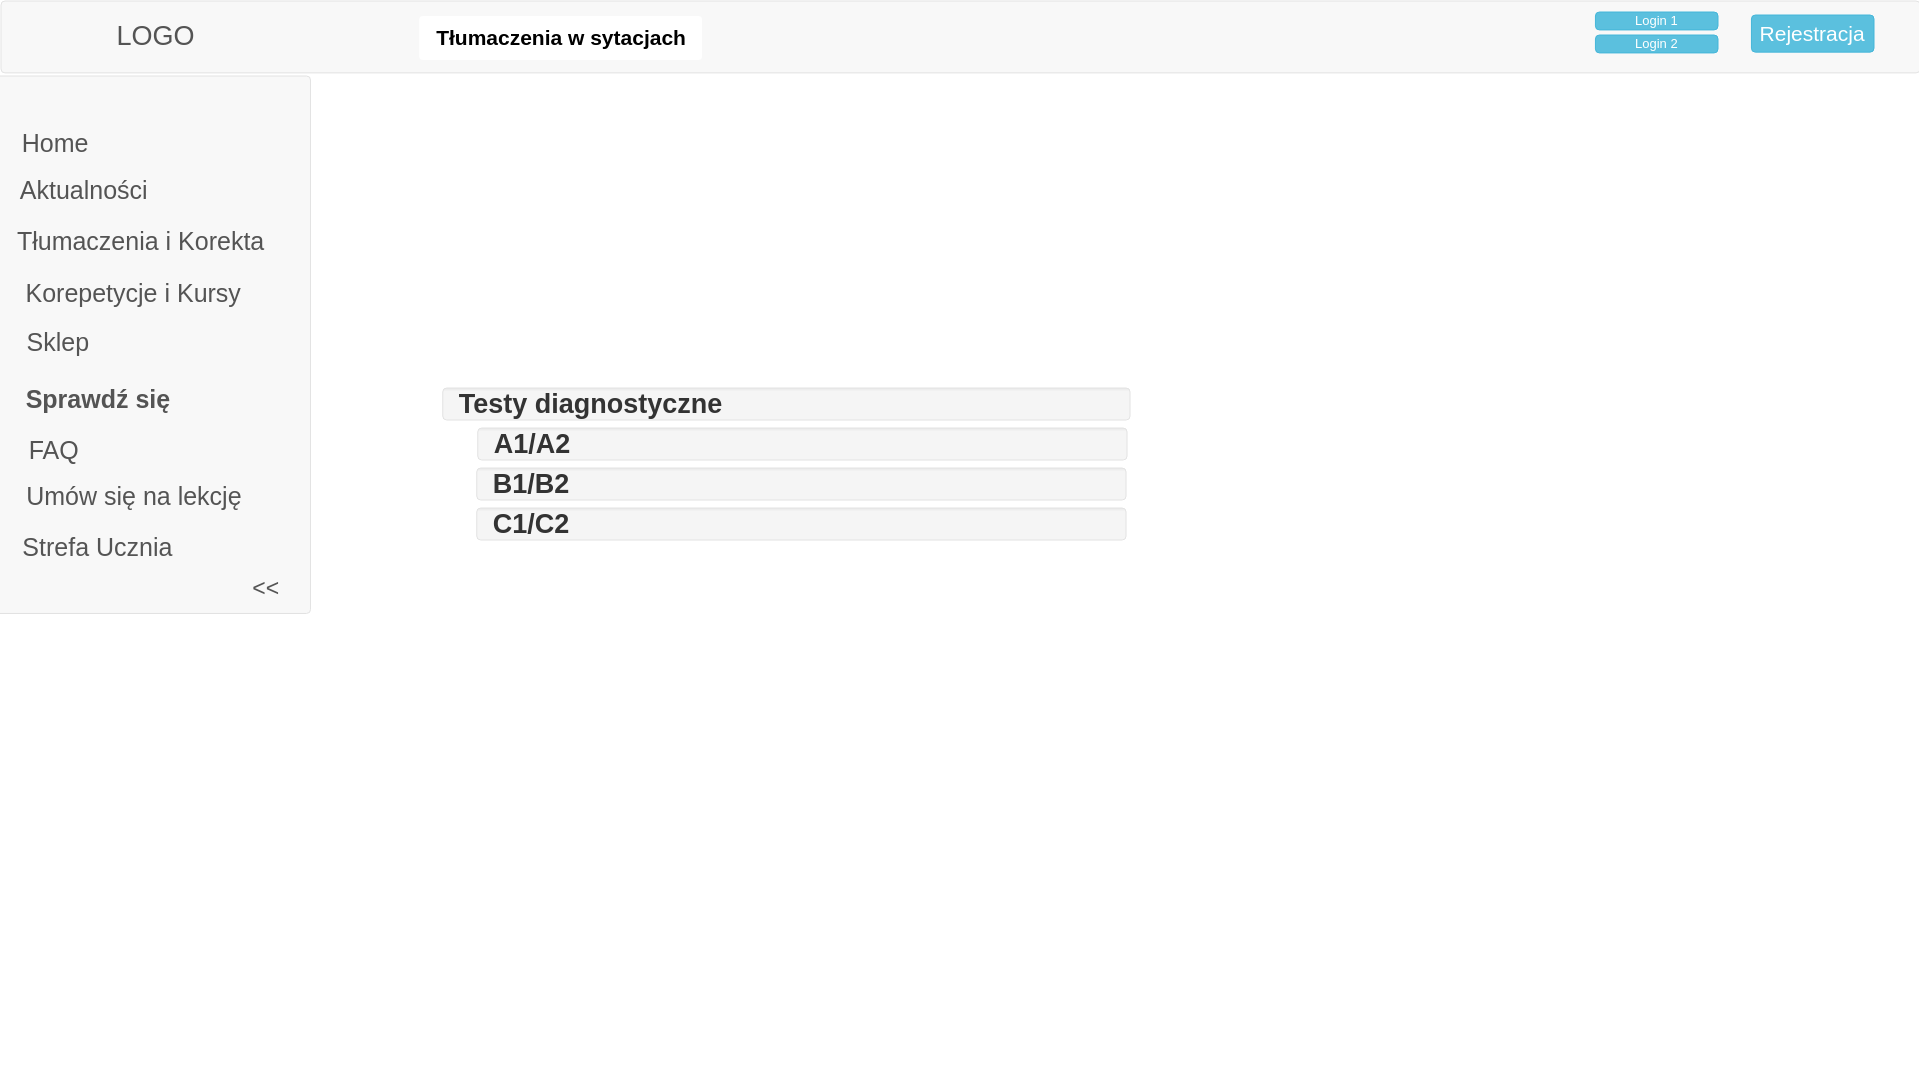 LOGO
Tłumaczenia w sytacjach
Login 1
Login 2
Rejestracja
Home
Aktualności
Tłumaczenia i Korekta
Korepetycje i Kursy
Sklep
Sprawdź się
FAQ
Umów się na lekcję
Strefa Ucznia
<<
Testy diagnostyczne
A1/A2
B1/B2
C1/C2